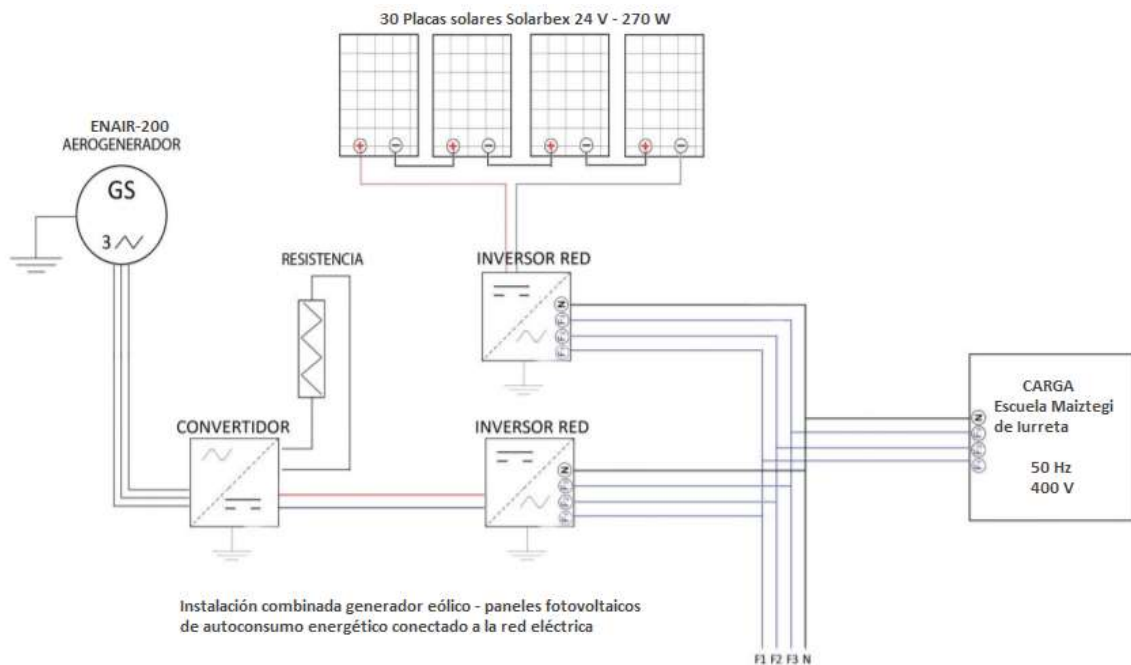 30 Placas solares Solarbex 24 V - 270 W
ENAIR-200
AEROGENERADOR
GS
3
RESISTENCIA
INVERSOR RED
N
CONVERTIDOR
INVERSOR RED
N
CARGA
Escuela Maiztegi
de Iurreta
50 Hz
400 V
N
Instalación combinada generador eólico - paneles fotovoltaicos
de autoconsumo energético conectado a la red eléctrica
F1 F2 F3 N